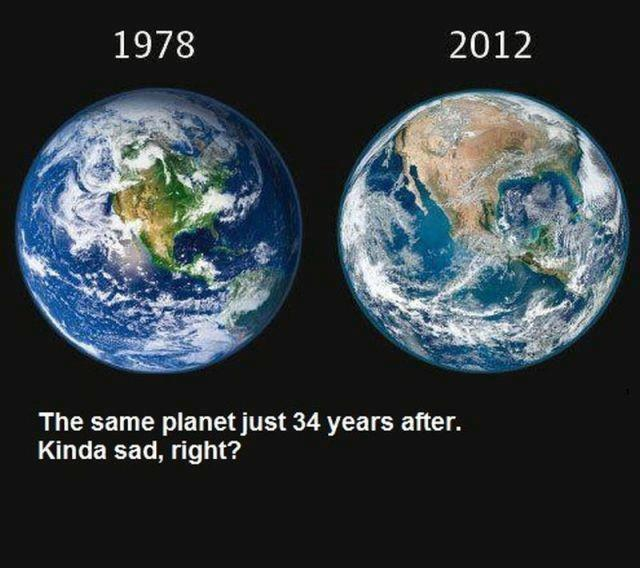 1978
2012
The same planet just 34 years after.
Kinda sad, right?